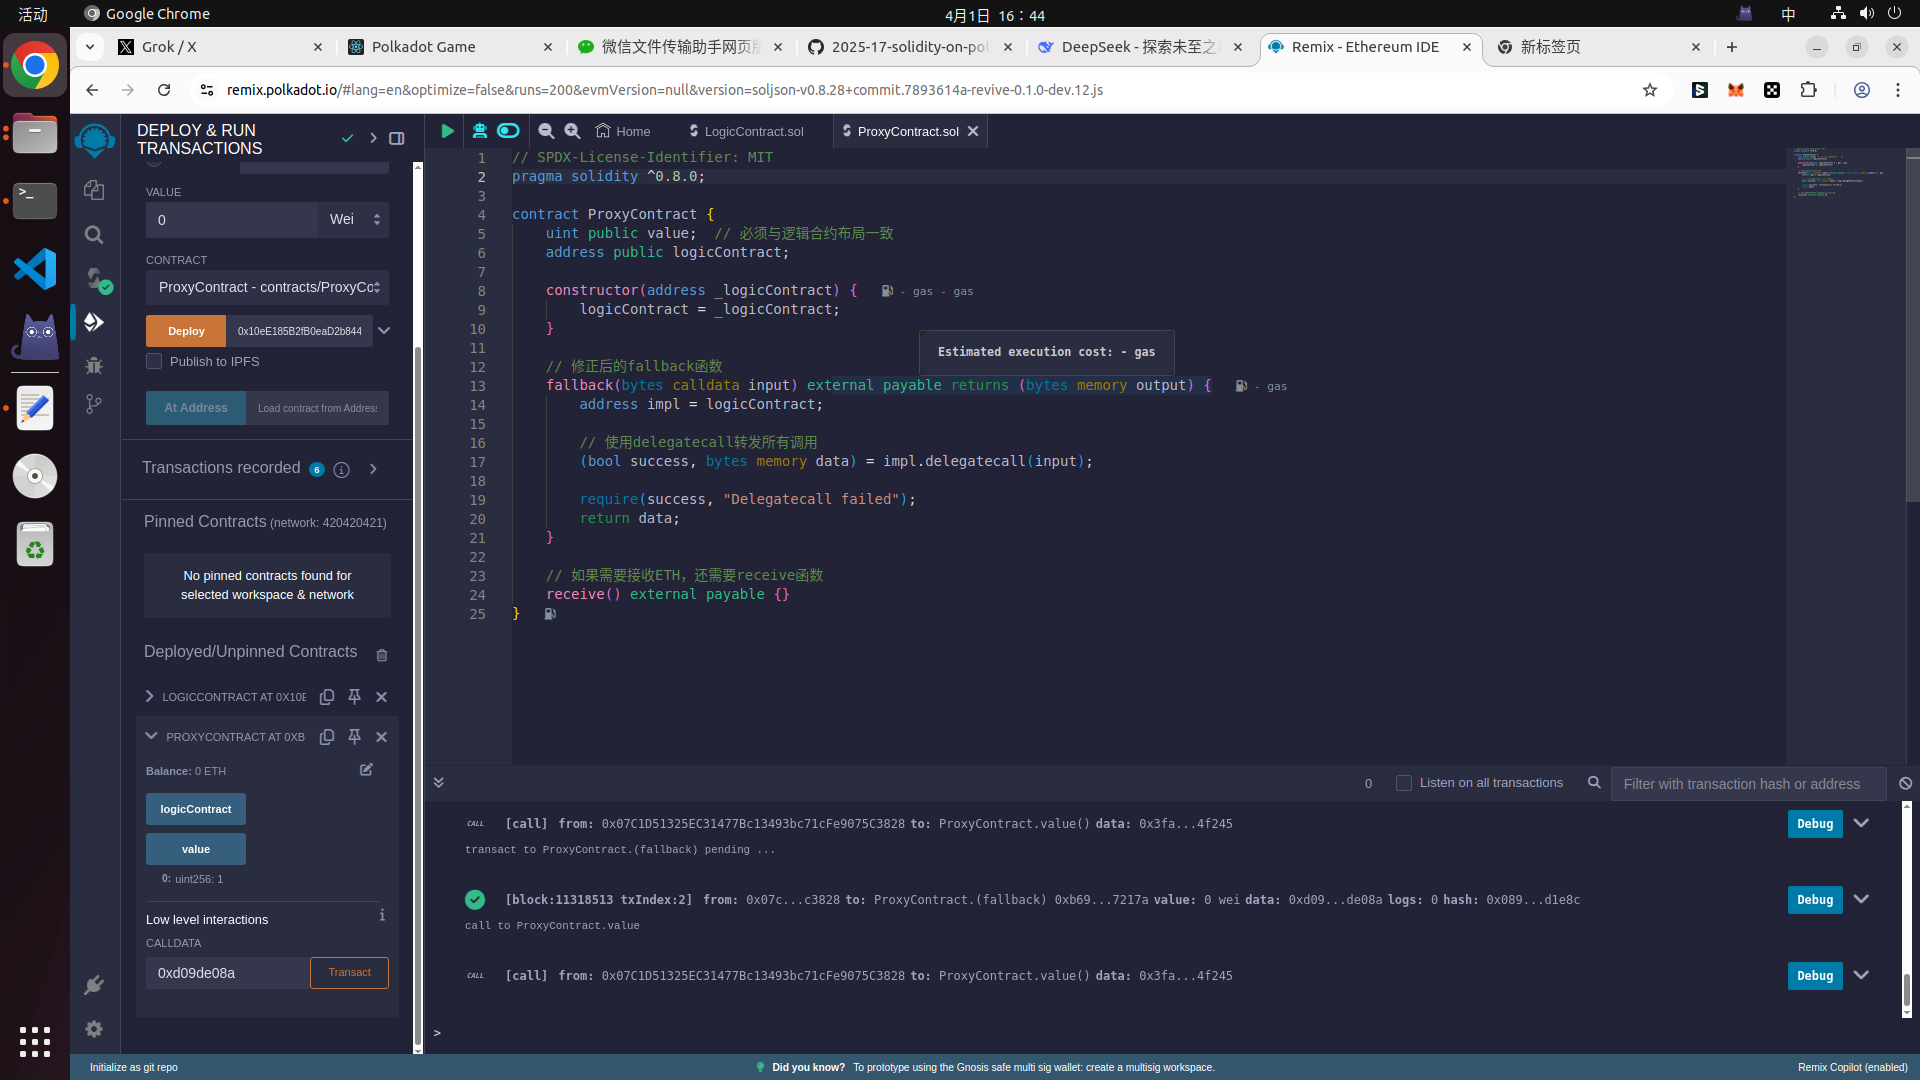 活动
Google Chrome
4月1日 16：44
中
Grok / X
Polkadot Game
微信文件传输助手网页版
2025-17-solidity-on-pol
DeepSeek - 探索未至之
Remix - Ethereum IDE
新标签页
remix.polkadot.io/#lang=en&optimize=false&runs=200&evmVersion=null&version=soljson-v0.8.28+commit.7893614a-revive-0.1.0-dev.12.js
DEPLOY & RUN
TRANSACTIONS
VALUE
0
Wei
CONTRACT
ProxyContract - contracts/ProxyCo
Deploy
0x10eE185B2fB0eaD2b844
Publish to IPFS
At Address
Load contract from Address
Transactions recorded 6
Pinned Contracts (network: 420420421)
No pinned contracts found for
selected workspace & network
Deployed/Unpinned Contracts
LOGICCONTRACT AT 0X10E
PROXYCONTRACT AT 0XB
Balance: 0 ETH
logicContract
value
0: uint256: 1
Low level interactions
CALLDATA
0xd09de08a
Transact
Home
LogicContract.sol
ProxyContract.sol
1 // SPDX-License-Identifier: MIT
2 pragma solidity ^0.8.0;
3
4 contract ProxyContract {
5 uint public value;  // 必须与逻辑合约布局一致
6 address public logicContract;
7
8 constructor(address _logicContract) { - gas - gas
9 logicContract = _logicContract;
10 }
11
Estimated execution cost: - gas
12 // 修正后的fallback函数
13 fallback(bytes calldata input) external payable returns (bytes memory output) { - gas
14 address impl = logicContract;
15
16 // 使用delegatecall转发所有调用
17 (bool success, bytes memory data) = impl.delegatecall(input);
18
19 require(success, "Delegatecall failed");
20 return data;
21 }
22
23 // 如果需要接收ETH，还需要receive函数
24 receive() external payable {}
25 }
0
Listen on all transactions
Filter with transaction hash or address
CALL [call] from: 0x07C1D51325EC31477Bc13493bc71cFe9075C3828 to: ProxyContract.value() data: 0x3fa...4f245
Debug
transact to ProxyContract.(fallback) pending ...
[block:11318513 txIndex:2] from: 0x07c...c3828 to: ProxyContract.(fallback) 0xb69...7217a value: 0 wei data: 0xd09...de08a logs: 0 hash: 0x089...d1e8c
Debug
call to ProxyContract.value
CALL [call] from: 0x07C1D51325EC31477Bc13493bc71cFe9075C3828 to: ProxyContract.value() data: 0x3fa...4f245
Debug
>
Initialize as git repo
Did you know? To prototype using the Gnosis safe multi sig wallet: create a multisig workspace.
Remix Copilot (enabled)